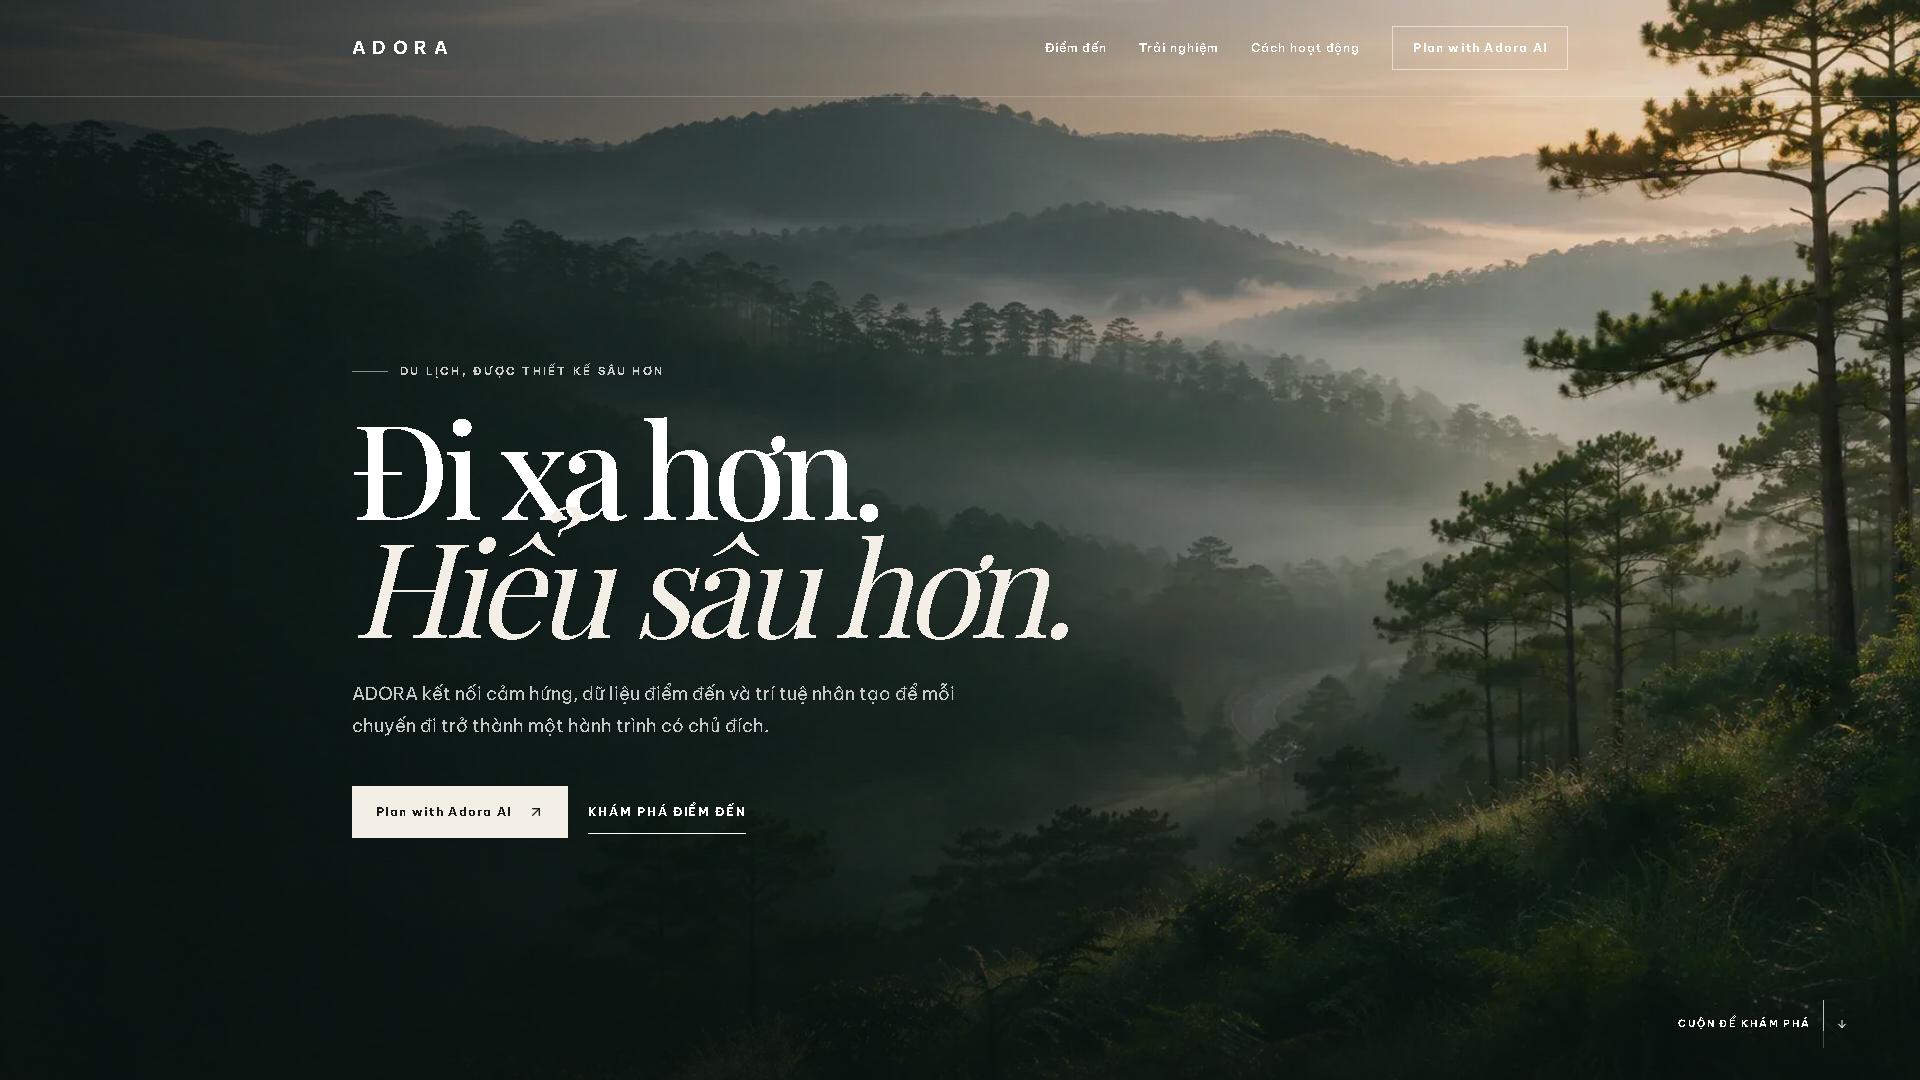 ADORA
Điểm đến
Trải nghiệm
Cách hoạt động
Plan with Adora AI
DU LỊCH, ĐƯỢC THIẾT KẾ SÂU HƠN
Đi xa hơn.
Hiểu sâu hơn.
ADORA kết nối cảm hứng, dữ liệu điểm đến và trí tuệ nhân tạo để mỗi
chuyến đi trở thành một hành trình có chủ đích.
Plan with Adora AI
KHÁM PHÁ ĐIỂM ĐẾN
CUỘN ĐỂ KHÁM PHÁ